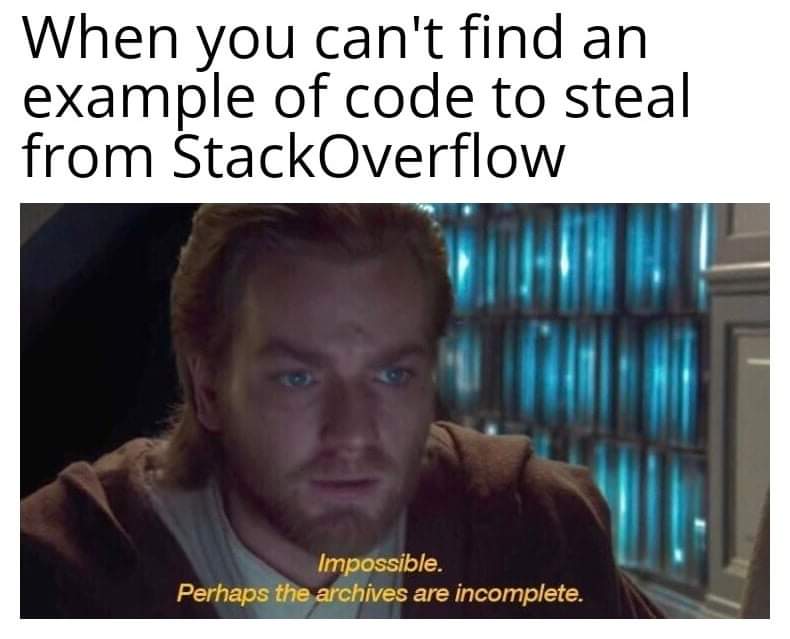 When you can't find an
example of code to steal
from StackOverflow
Impossible.
Perhaps the archives are incomplete.